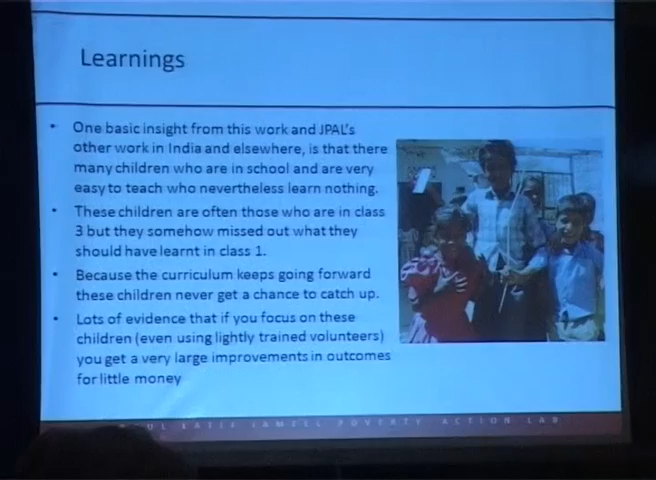 Learnings
• One basic insight from this work and JPAL's
other work in India and elsewhere, is that there
many children who are in school and are very
easy to teach who nevertheless learn nothing.
• These children are often those who are in class
3 but they somehow missed out what they
should have learnt in class 1.
• Because the curriculum keeps going forward
these children never get a chance to catch up.
• Lots of evidence that if you focus on these
children (even using lightly trained volunteers)
you get a very large improvements in outcomes
for little money
POVERTY ACTION LAB